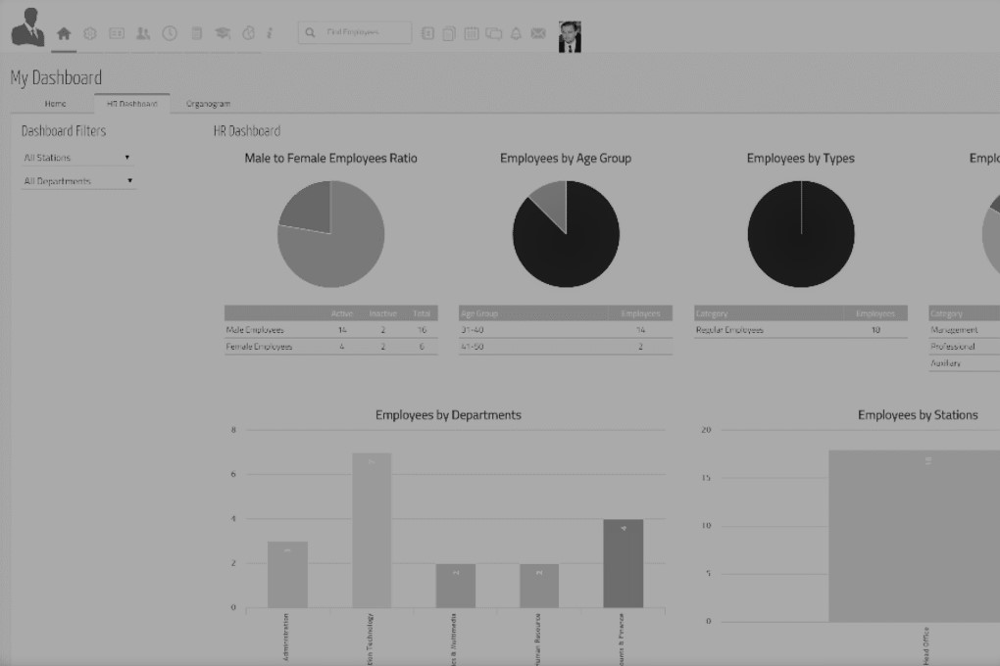 Find Employees
My Dashboard
Home HR Dashboard Organogram
Dashboard Filters
All Stations
All Departments
HR Dashboard
Male to Female Employees Ratio
Active Inactive Total
Male Employees 14 2 16
Female Employees 4 2 6
Employees by Age Group
Age Group Employees
31-40 14
41-50 2
Employees by Types
Category Employees
Regular Employees 18
Emplo
Category
Management
Professional
Auxiliary
Employees by Departments
8
6
4
2
0
3
7
2
2
4
Administration
tion Technology
cs & Multimedia
uman Resource
ounts & Finance
Employees by Stations
20
15
10
5
0
18
Head Office